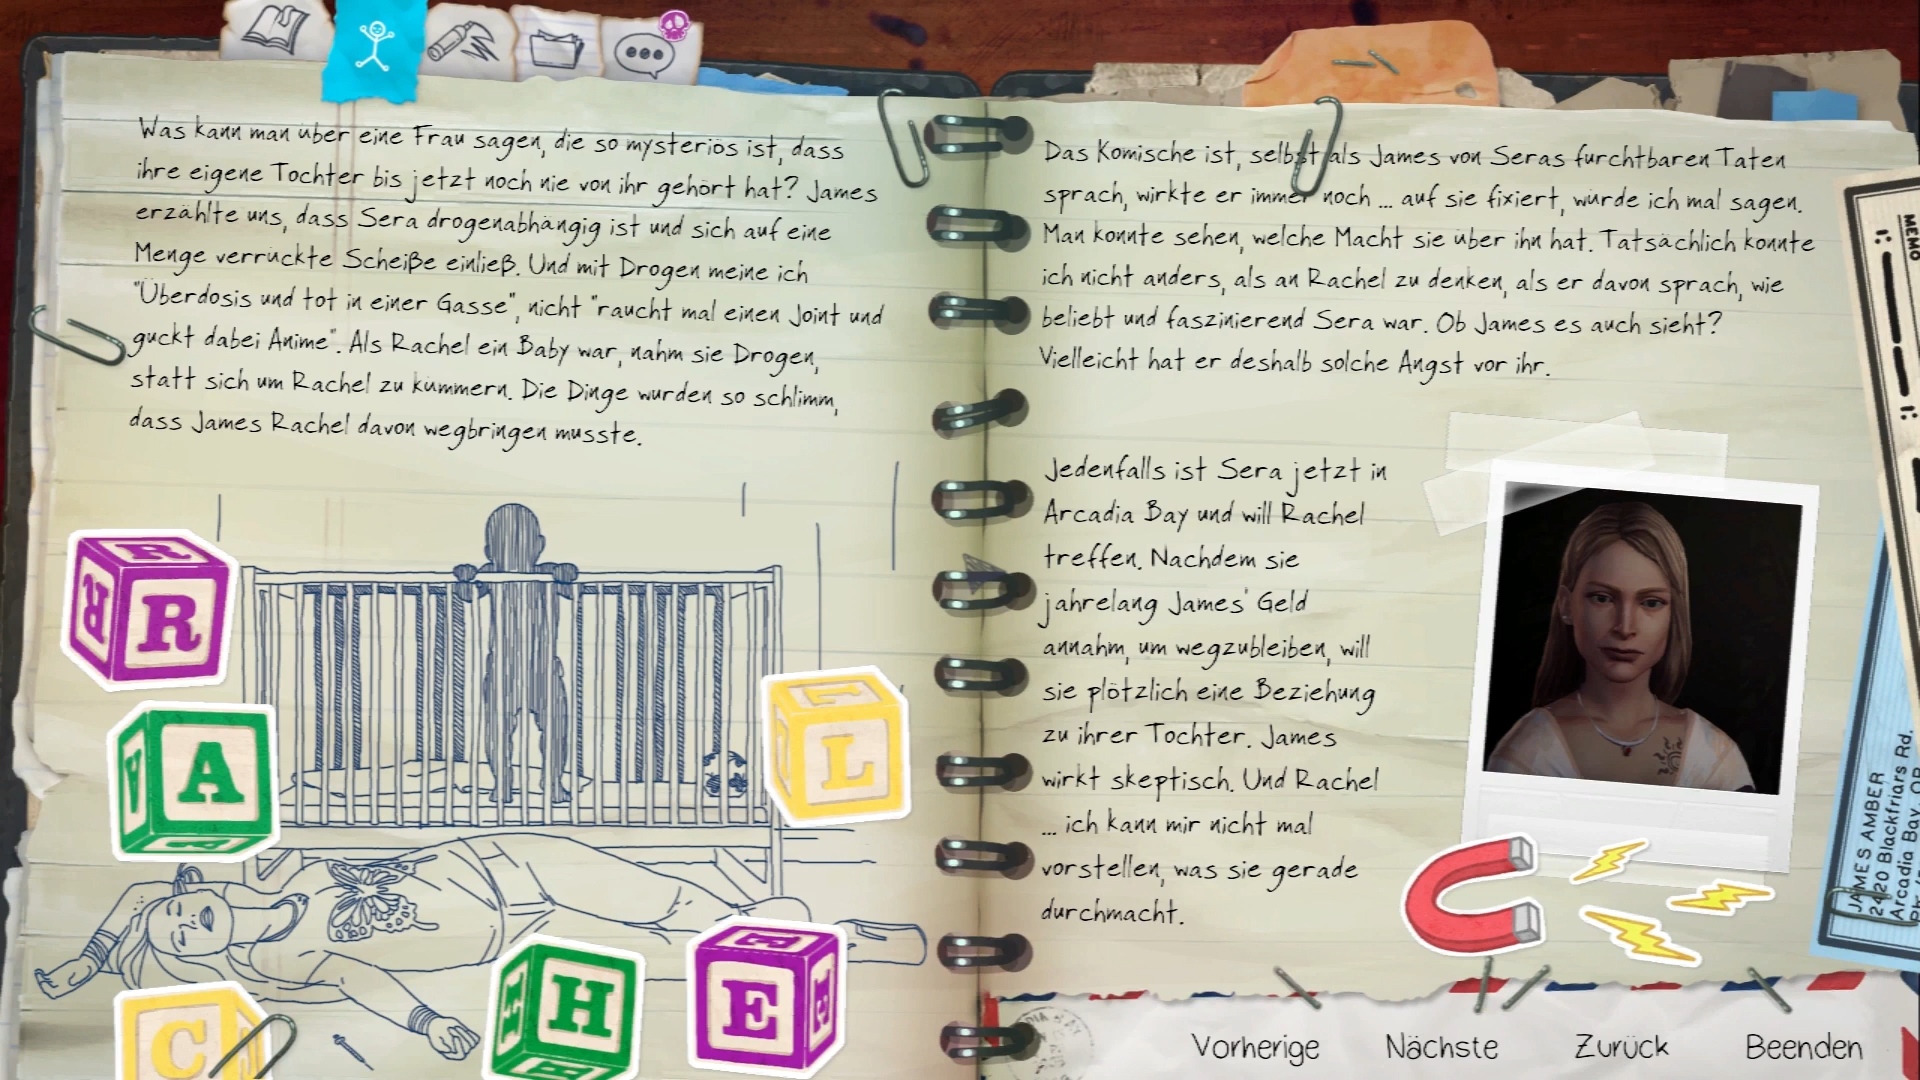 Was kann man über eine Frau sagen, die so mysteriös ist, dass
ihre eigene Tochter bis jetzt noch nie von ihr gehört hat? James
erzählte uns, dass Sera drogenabhängig ist und sich auf eine
Menge verrückte Scheiße einließ. Und mit Drogen meine ich
"Überdosis und tot in einer Gasse", nicht "raucht mal einen Joint und
guckt dabei Anime". Als Rachel ein Baby war, nahm sie Drogen,
statt sich um Rachel zu kümmern. Die Dinge wurden so schlimm,
dass James Rachel davon wegbringen musste.
R
A
C
H
E
L
Das Komische ist, selbst als James von Seras furchtbaren Taten
sprach, wirkte er immer noch ... auf sie fixiert, würde ich mal sagen.
Man konnte sehen, welche Macht sie über ihn hat. Tatsächlich konnte
ich nicht anders, als an Rachel zu denken, als er davon sprach, wie
beliebt und faszinierend Sera war. Ob James es auch sieht?
Vielleicht hat er deshalb solche Angst vor ihr.
Jedenfalls ist Sera jetzt in
Arcadia Bay und will Rachel
treffen. Nachdem sie
jahrelang James' Geld
annahm, um wegzubleiben, will
sie plötzlich eine Beziehung
zu ihrer Tochter. James
wirkt skeptisch. Und Rachel
... ich kann mir nicht mal
vorstellen, was sie gerade
durchmacht.
MEMO
JAMES AMBER
2420 Blackfriars Rd.
Arcadia Bay, OR
Vorherige
Nächste
Zurück
Beenden